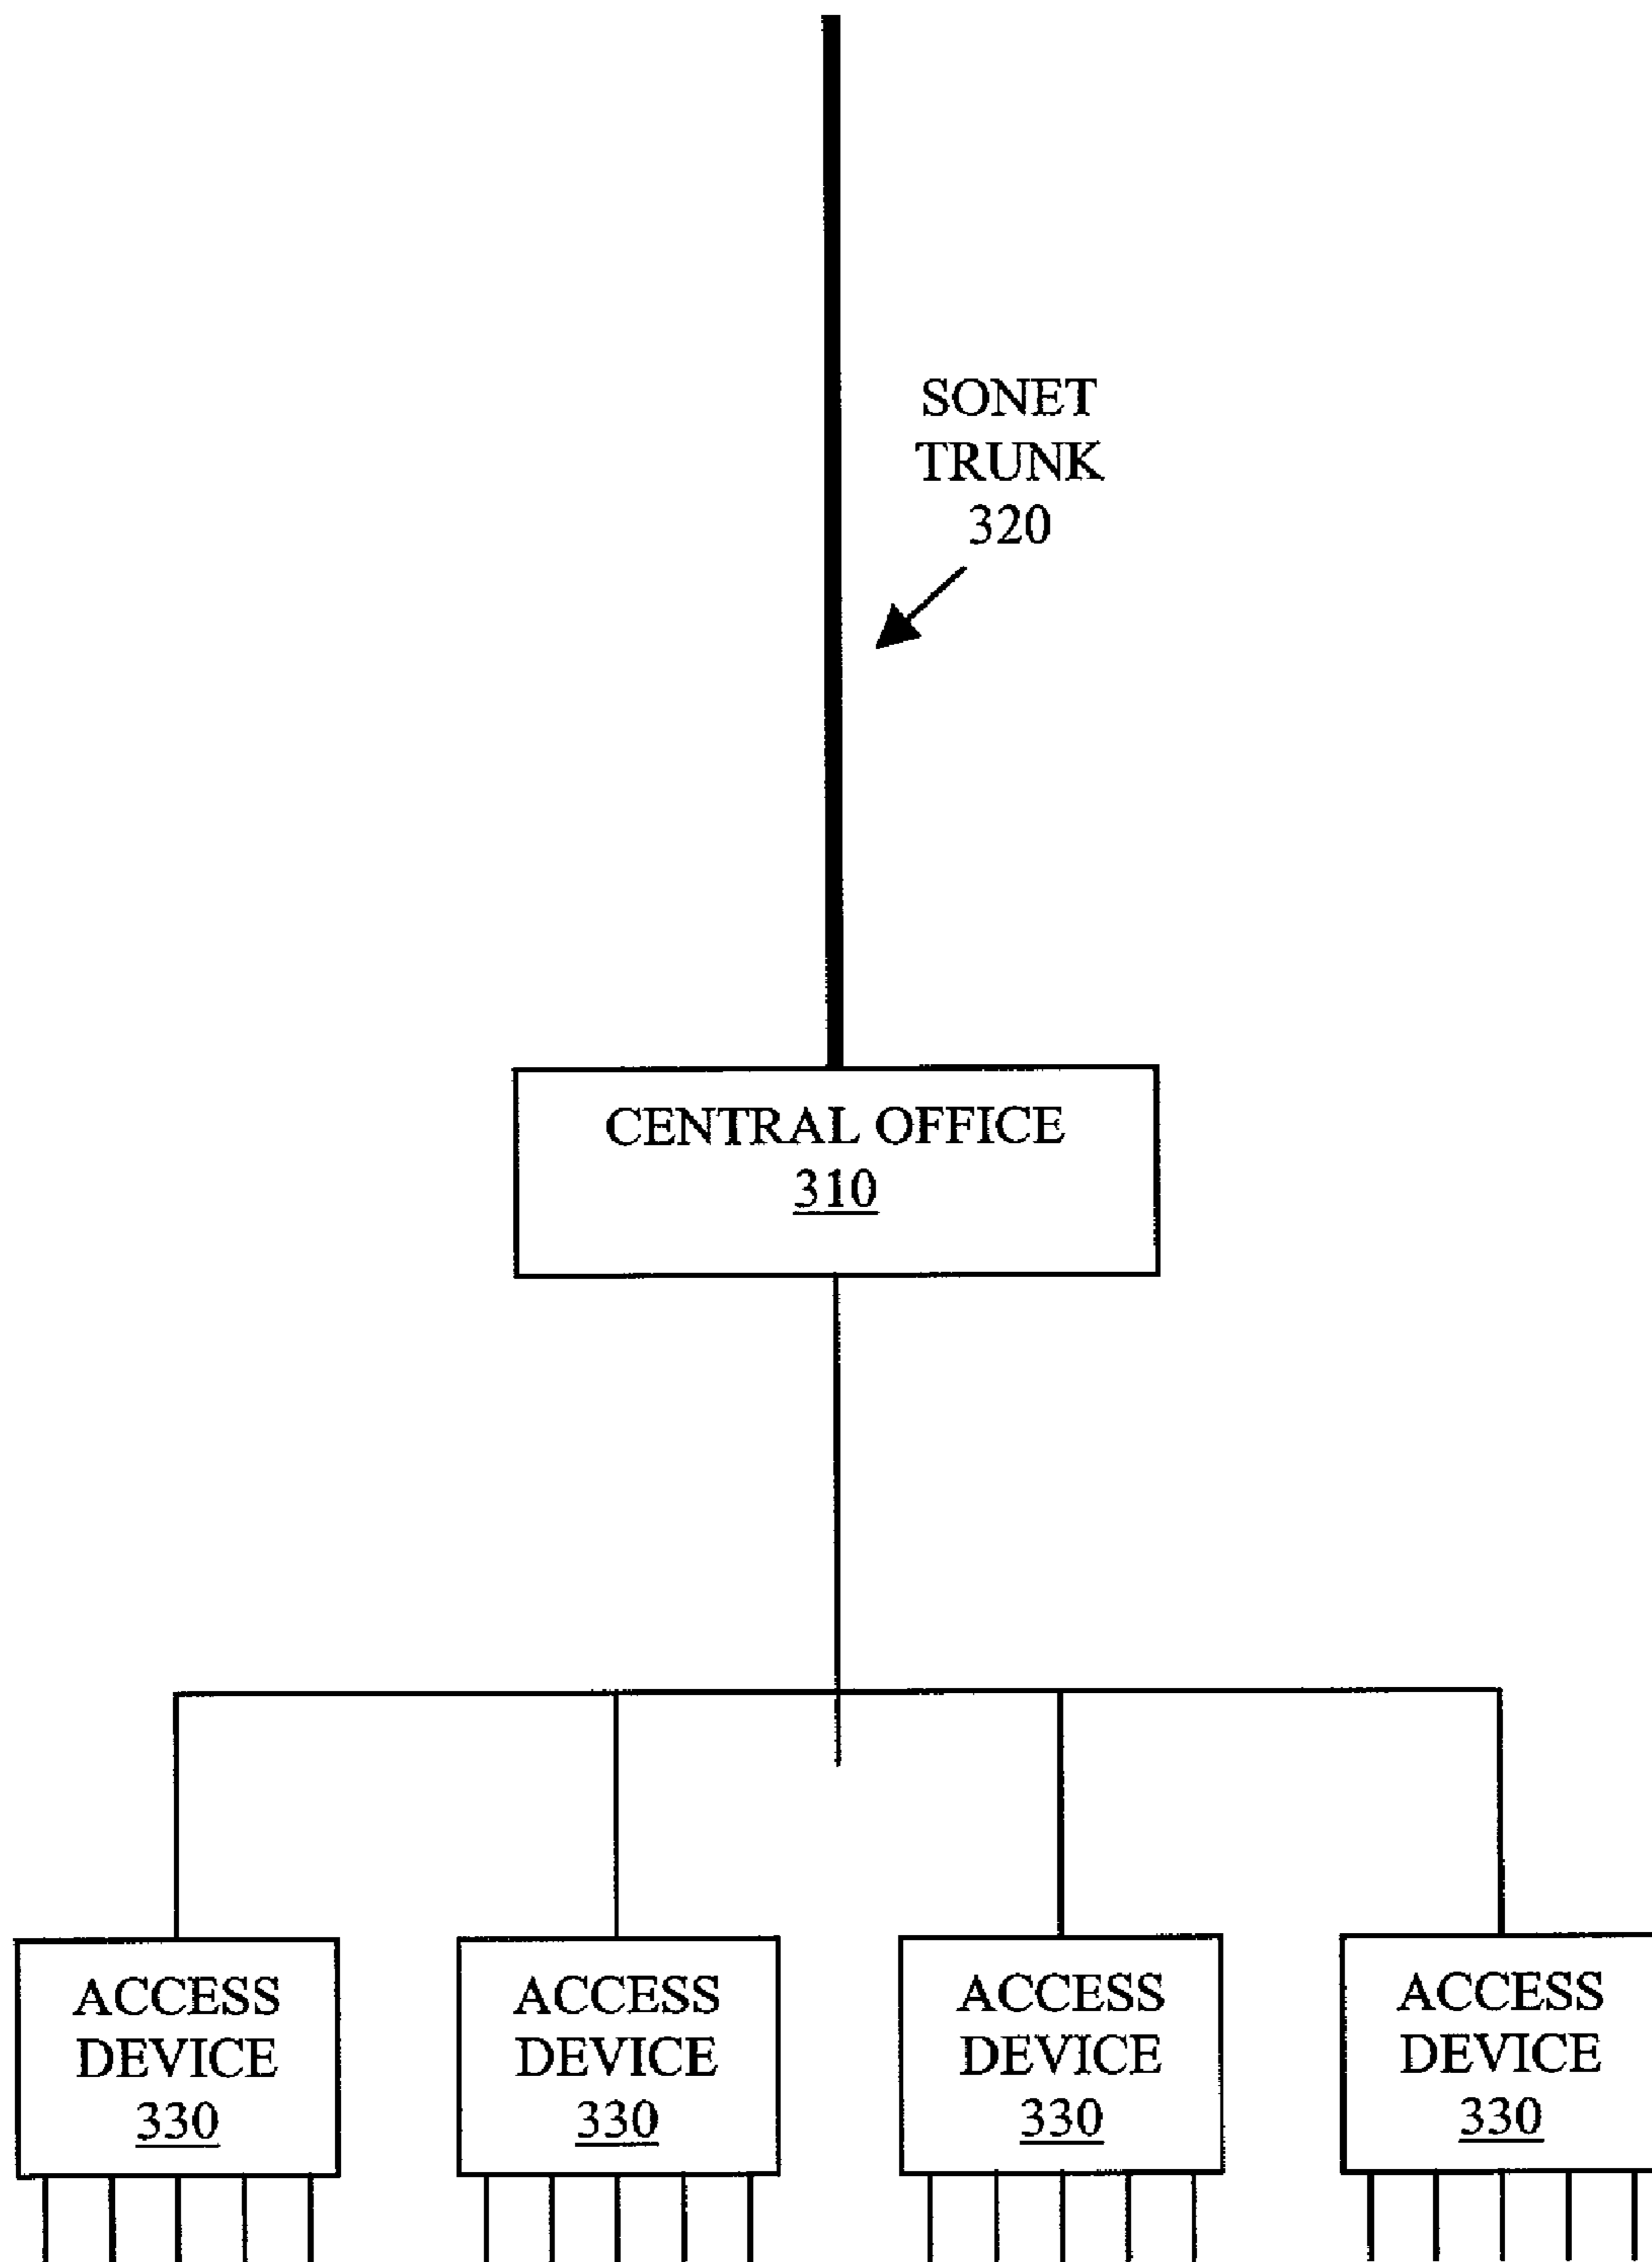 SONET
TRUNK
320
CENTRAL OFFICE
310
ACCESS
DEVICE
330
ACCESS
DEVICE
330
ACCESS
DEVICE
330
ACCESS
DEVICE
330